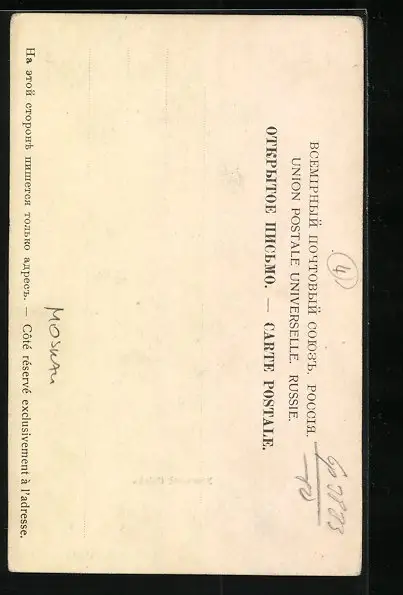 ВСЕМІРНЫЙ ПОЧТОВЫЙ СОЮЗЪ. РОССІЯ.
UNION POSTALE UNIVERSELLE. RUSSIE.
ОТКРЫТОЕ ПИСЬМО. — CARTE POSTALE.
4
Moskau
На этой сторонѣ пишется только адресъ. — Côté réservé exclusivement à l'adresse.